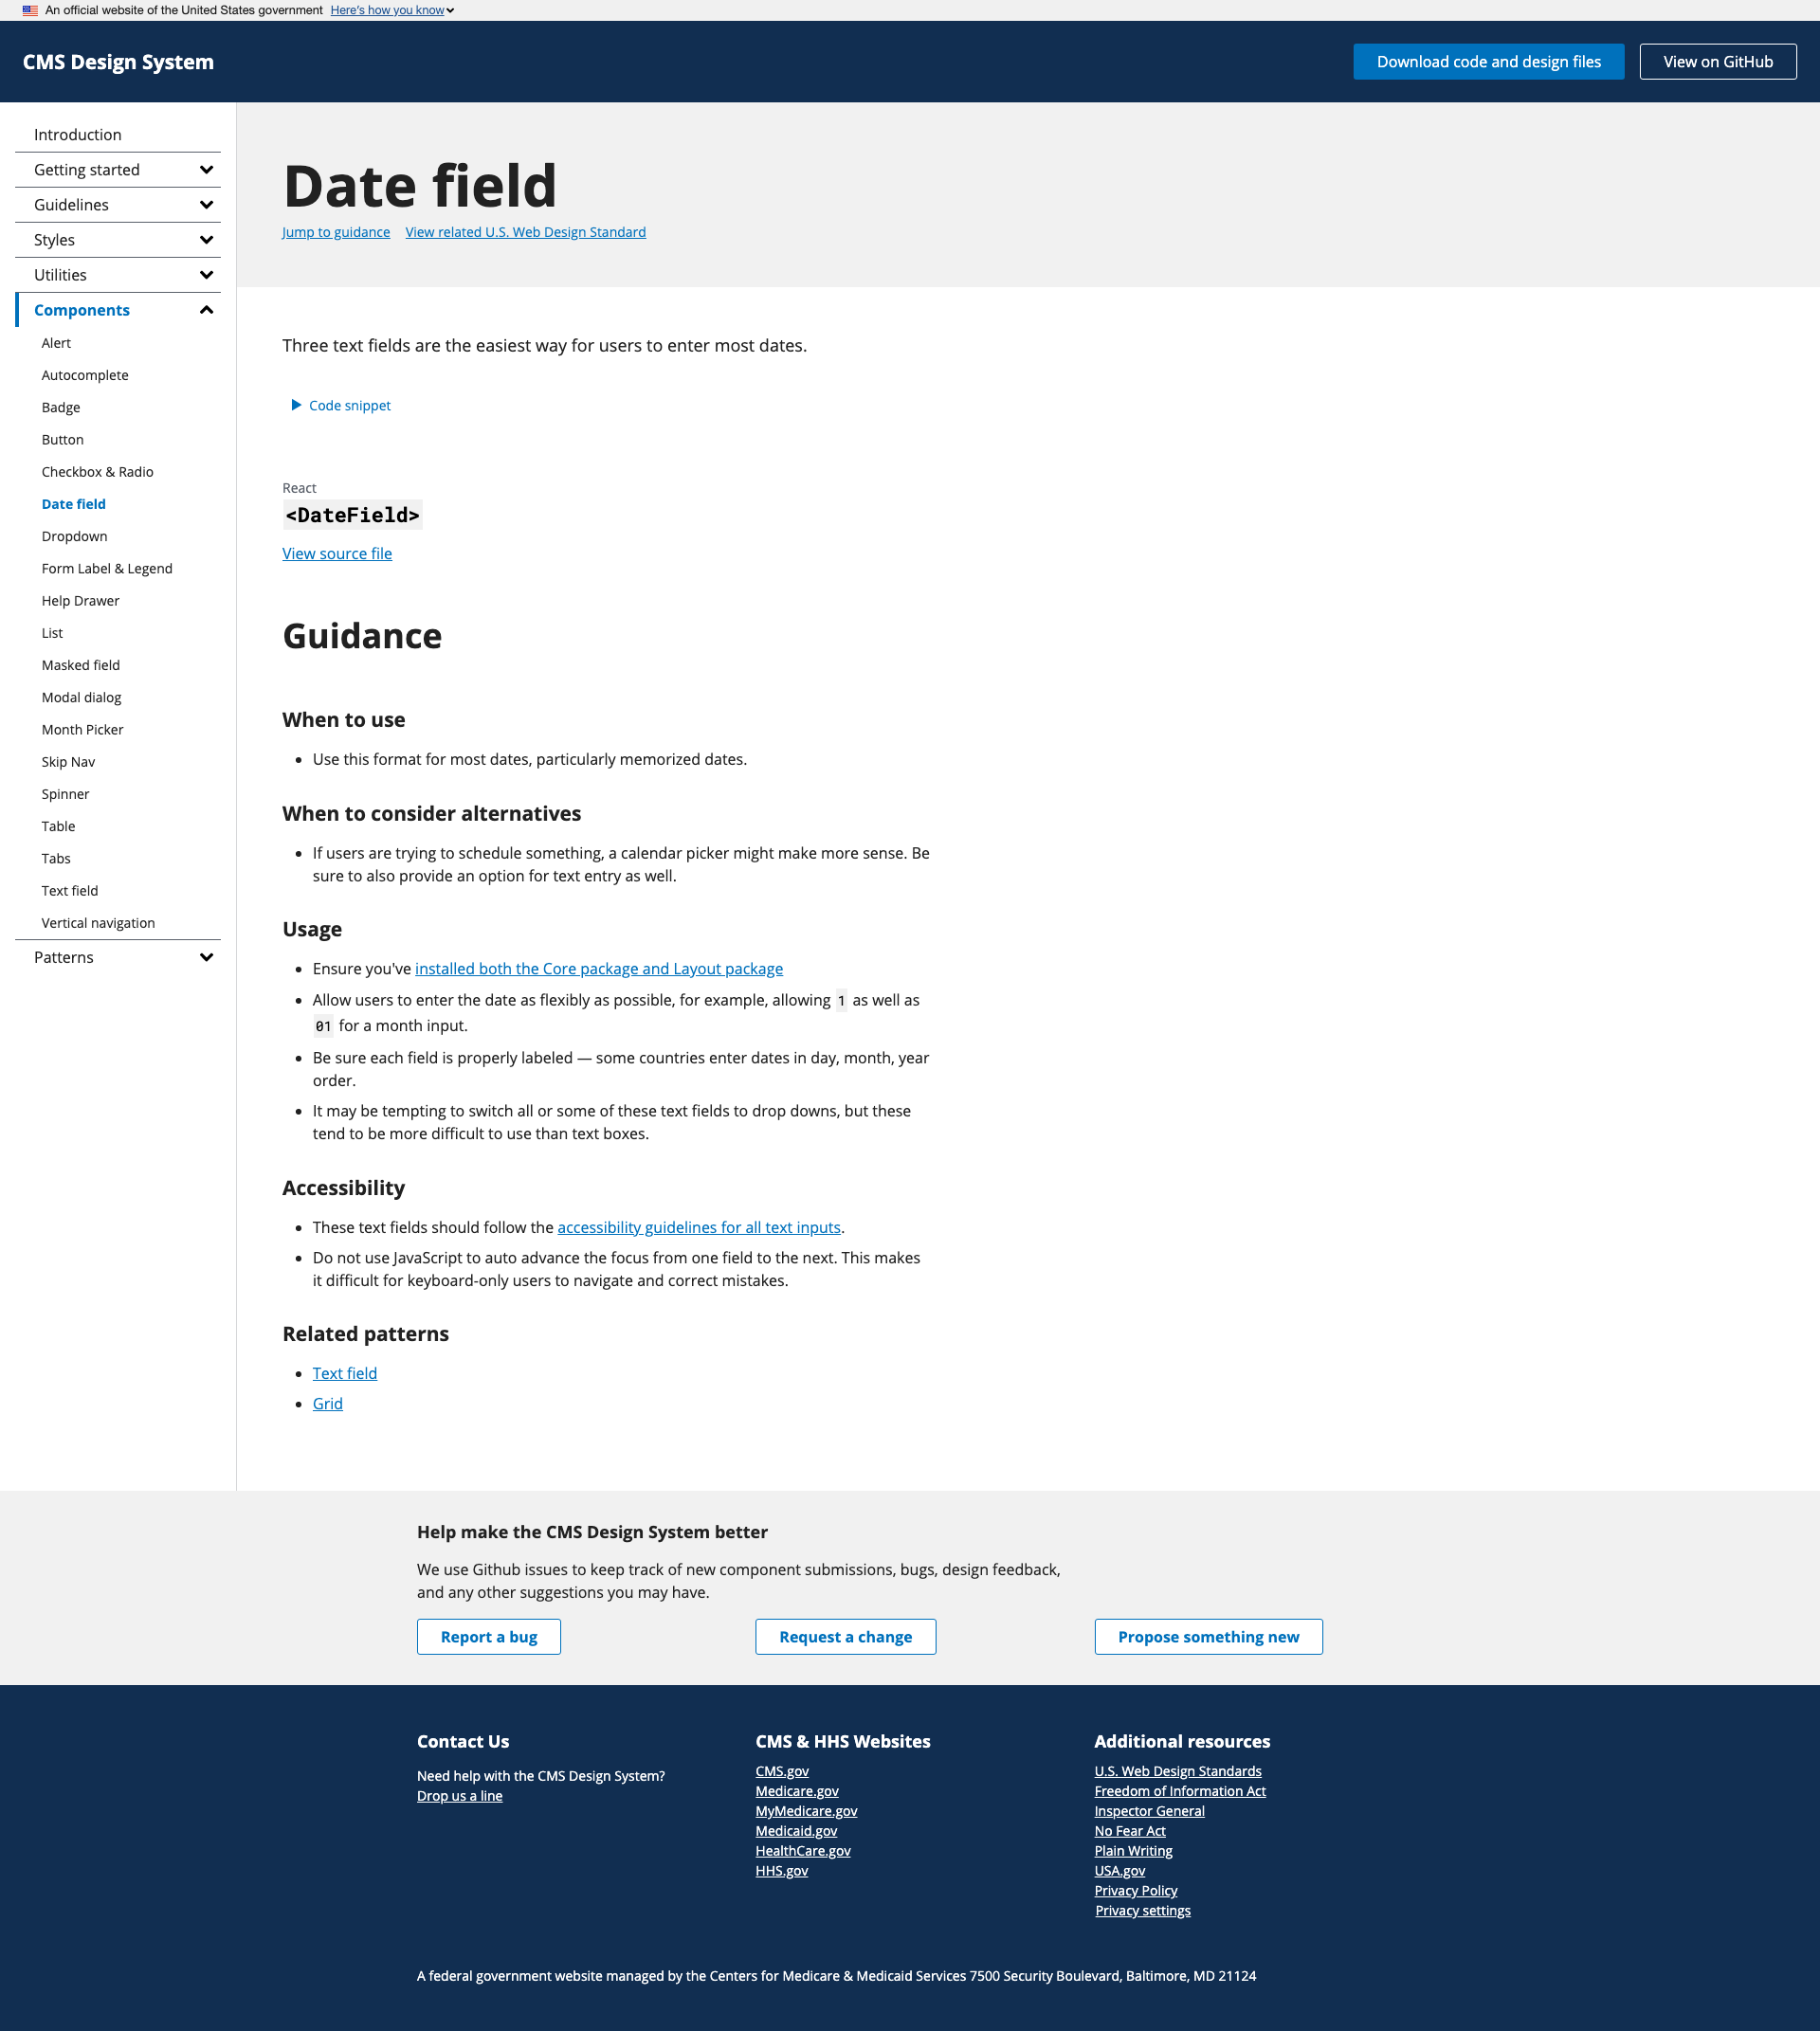 An official website of the United States government Here's how you know
CMS Design System
Download code and design files
View on GitHub
Introduction
Getting started
Guidelines
Styles
Utilities
Components
Alert
Autocomplete
Badge
Button
Checkbox & Radio
Date field
Dropdown
Form Label & Legend
Help Drawer
List
Masked field
Modal dialog
Month Picker
Skip Nav
Spinner
Table
Tabs
Text field
Vertical navigation
Patterns
Date field
Jump to guidance View related U.S. Web Design Standard
Three text fields are the easiest way for users to enter most dates.
Code snippet
React
<DateField>
View source file
Guidance
When to use
Use this format for most dates, particularly memorized dates.
When to consider alternatives
If users are trying to schedule something, a calendar picker might make more sense. Be
sure to also provide an option for text entry as well.
Usage
Ensure you've installed both the Core package and Layout package
Allow users to enter the date as flexibly as possible, for example, allowing 1 as well as
01 for a month input.
Be sure each field is properly labeled — some countries enter dates in day, month, year
order.
It may be tempting to switch all or some of these text fields to drop downs, but these
tend to be more difficult to use than text boxes.
Accessibility
These text fields should follow the accessibility guidelines for all text inputs.
Do not use JavaScript to auto advance the focus from one field to the next. This makes
it difficult for keyboard-only users to navigate and correct mistakes.
Related patterns
Text field
Grid
Help make the CMS Design System better
We use Github issues to keep track of new component submissions, bugs, design feedback,
and any other suggestions you may have.
Report a bug
Request a change
Propose something new
Contact Us
Need help with the CMS Design System?
Drop us a line
CMS & HHS Websites
CMS.gov
Medicare.gov
MyMedicare.gov
Medicaid.gov
HealthCare.gov
HHS.gov
Additional resources
U.S. Web Design Standards
Freedom of Information Act
Inspector General
No Fear Act
Plain Writing
USA.gov
Privacy Policy
Privacy settings
A federal government website managed by the Centers for Medicare & Medicaid Services 7500 Security Boulevard, Baltimore, MD 21124